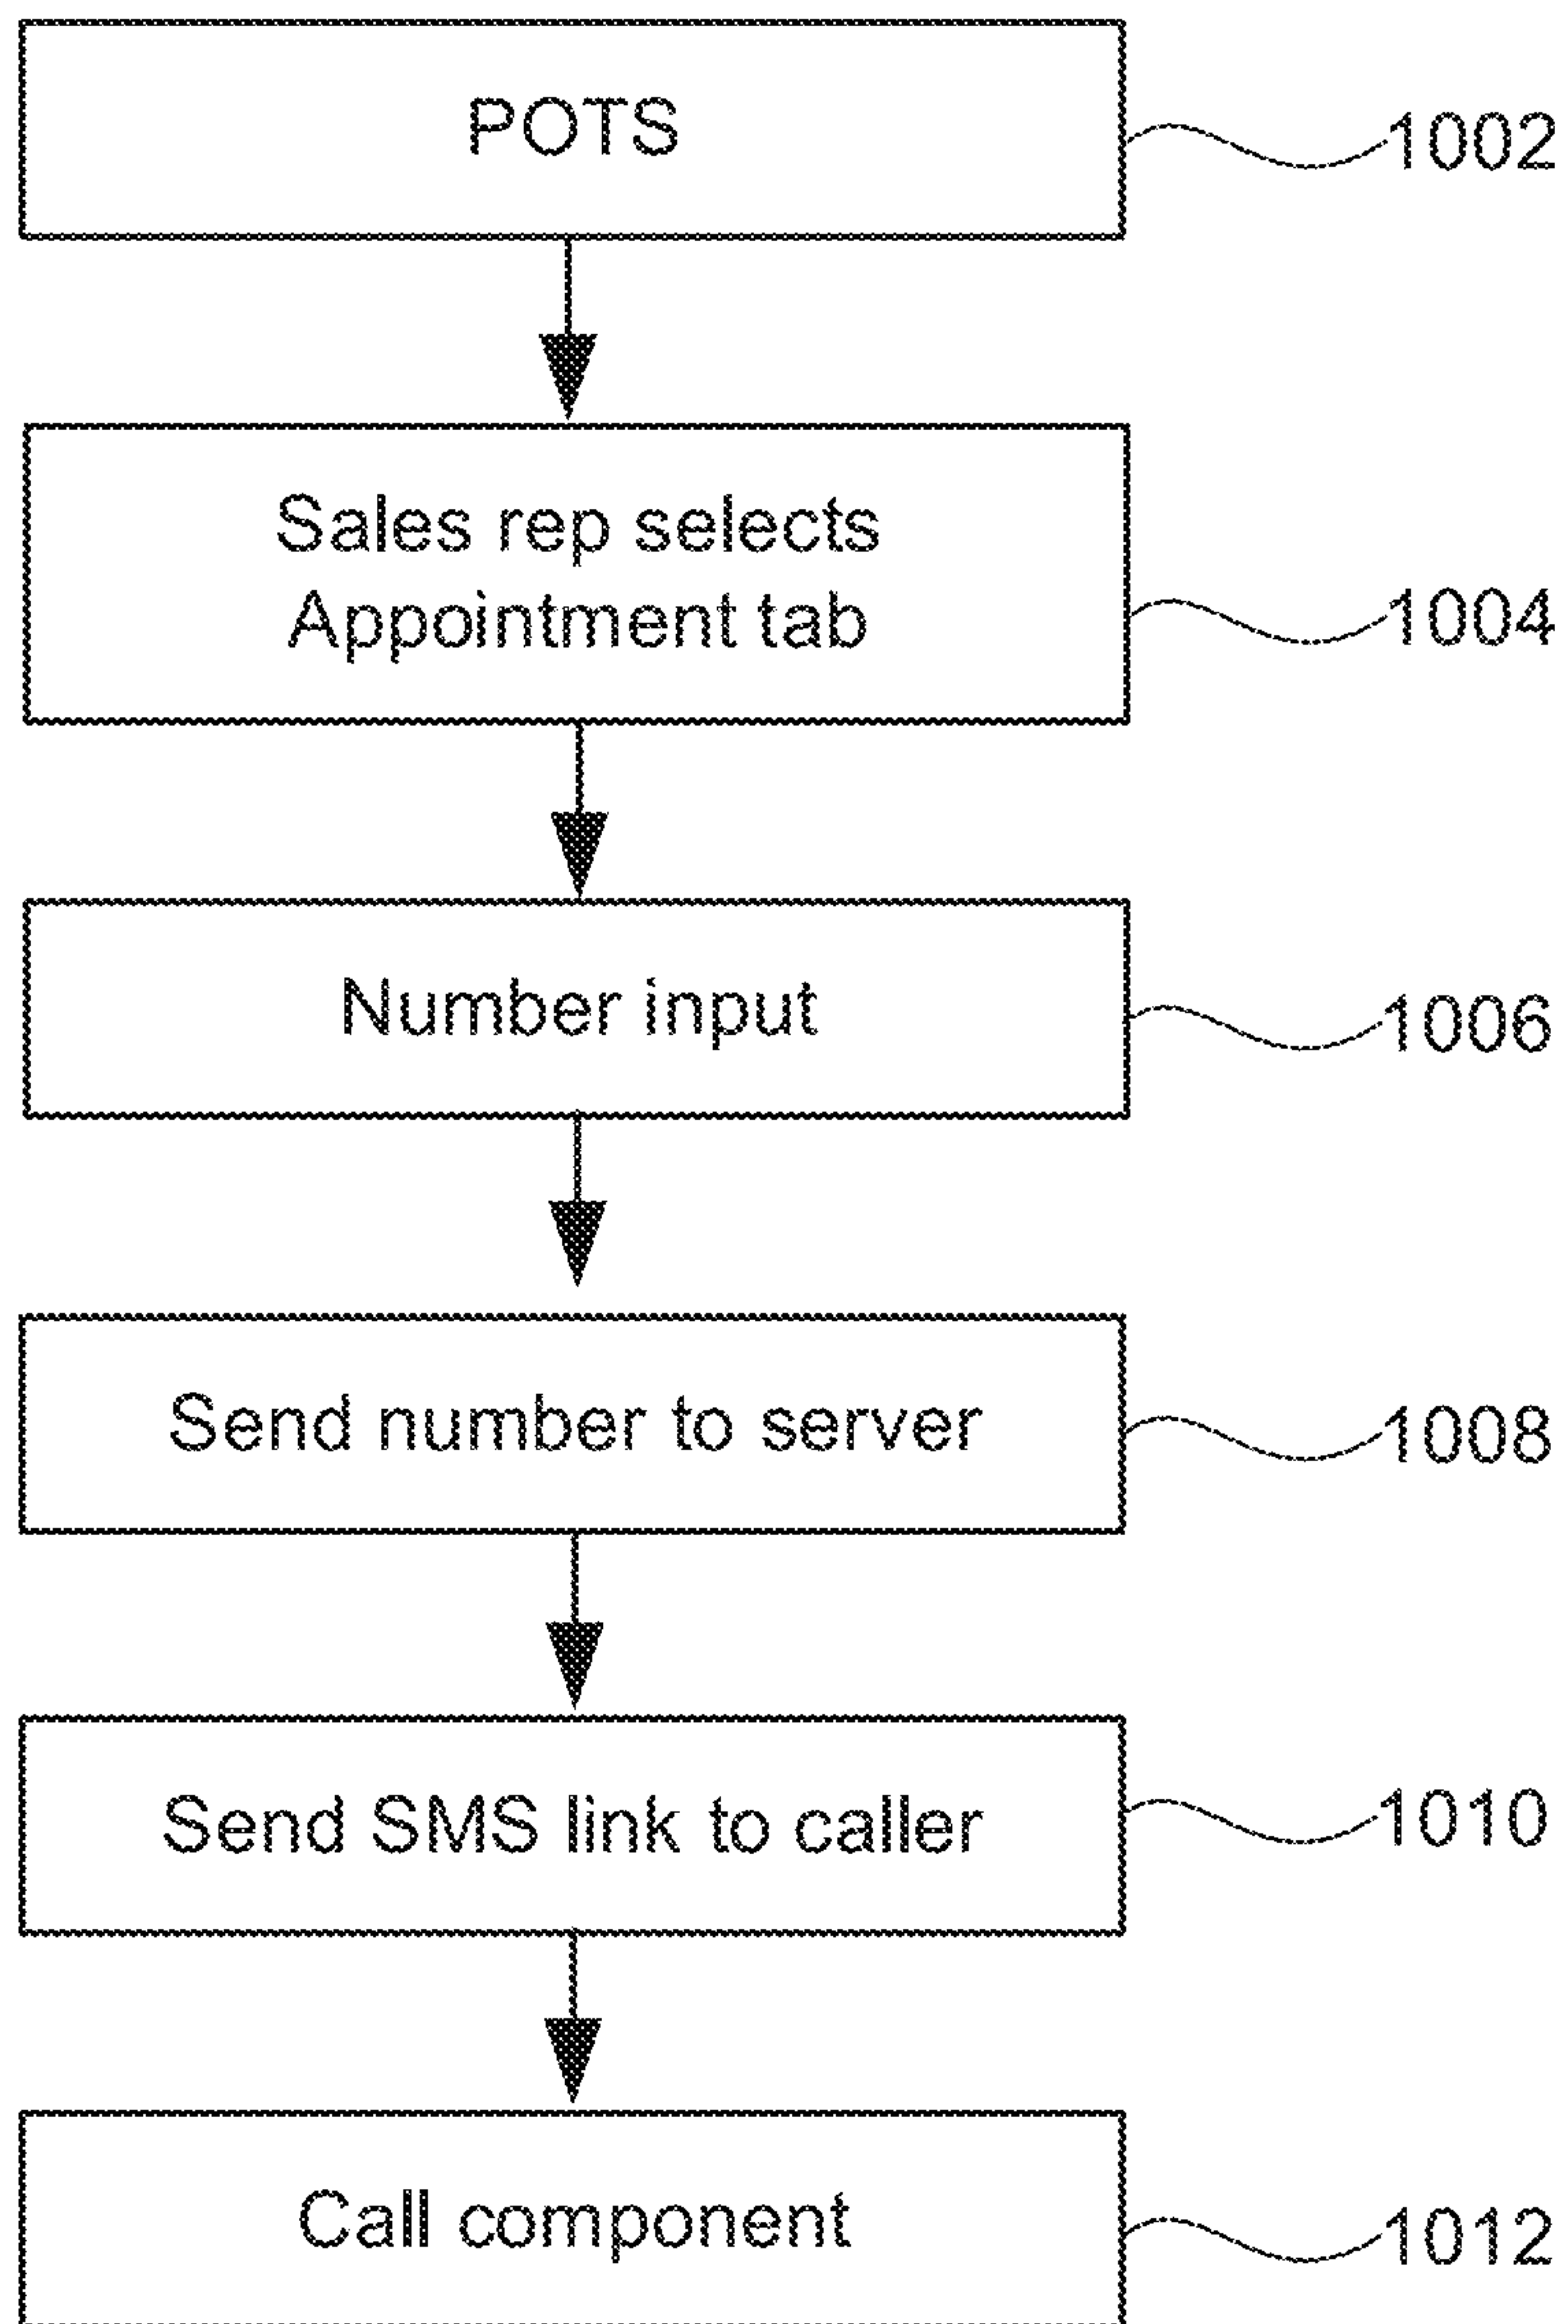 POTS
1002
Sales rep selects
Appointment tab
1004
Number input
1006
Send number to server
1008
Send SMS link to caller
1010
Call component
1012